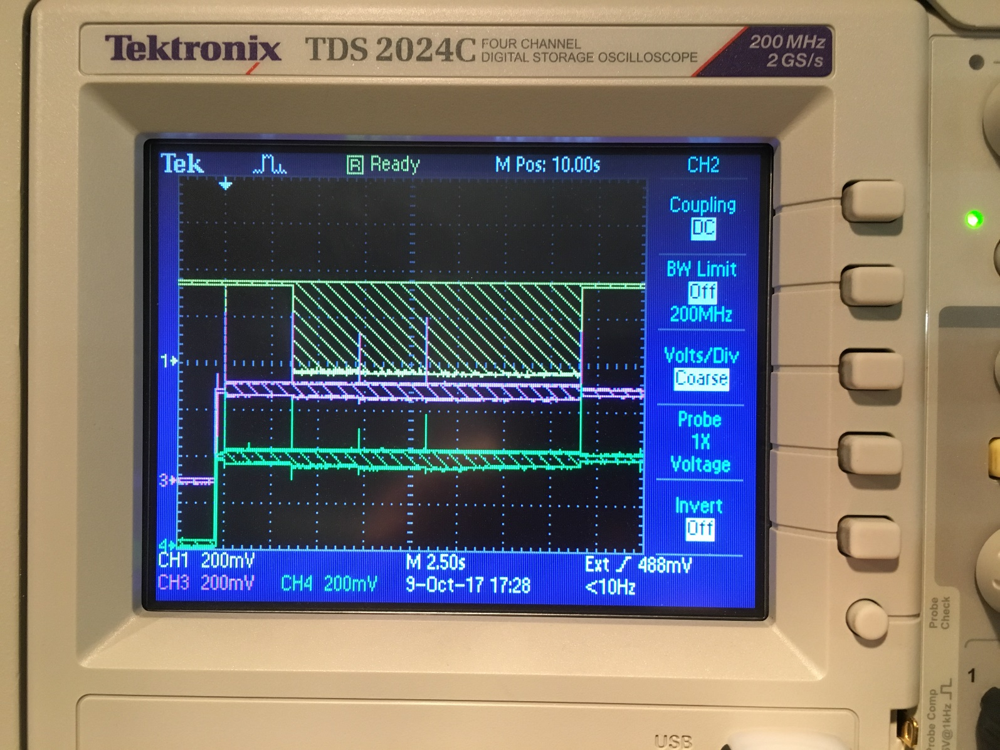 Tektronix TDS 2024C FOUR CHANNEL DIGITAL STORAGE OSCILLOSCOPE
200 MHz
2 GS/s
Tek R Ready M Pos: 10.00s CH2
Coupling
DC
BW Limit
Off
200MHz
Volts/Div
Coarse
Probe
1X
Voltage
Invert
Off
1
3
4
CH1 200mV M 2.50s Ext 488mV
CH3 200mV CH4 200mV 9-Oct-17 17:28 <10Hz
Probe
Check
1
USB
robe Comp
V@1kHz